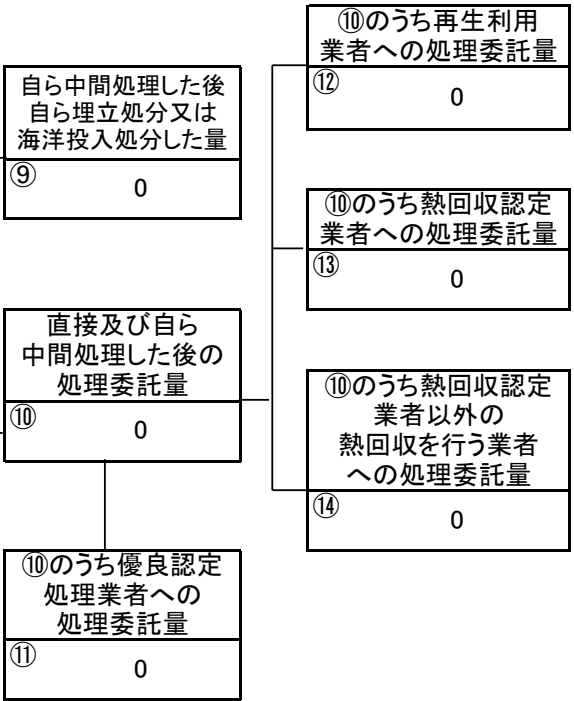 自ら中間処理した後
自ら埋立処分又は
海洋投入処分した量
⑨
0
直接及び自ら
中間処理した後の
処理委託量
⑩
0
⑩のうち優良認定
処理業者への
処理委託量
⑪
0
⑩のうち再生利用
業者への処理委託量
⑫
0
⑩のうち熱回収認定
業者への処理委託量
⑬
0
⑩のうち熱回収認定
業者以外の
熱回収を行う業者
への処理委託量
⑭
0